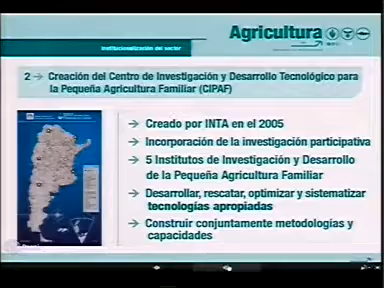 Agricultura
Institucionalización del sector
2 → Creación del Centro de Investigación y Desarrollo Tecnológico para
la Pequeña Agricultura Familiar (CIPAF)
→ Creado por INTA en el 2005
→ Incorporación de la investigación participativa
→ 5 Institutos de Investigación y Desarrollo
de la Pequeña Agricultura Familiar
→ Desarrollar, rescatar, optimizar y sistematizar
tecnologías apropiadas
→ Construir conjuntamente metodologías y
capacidades